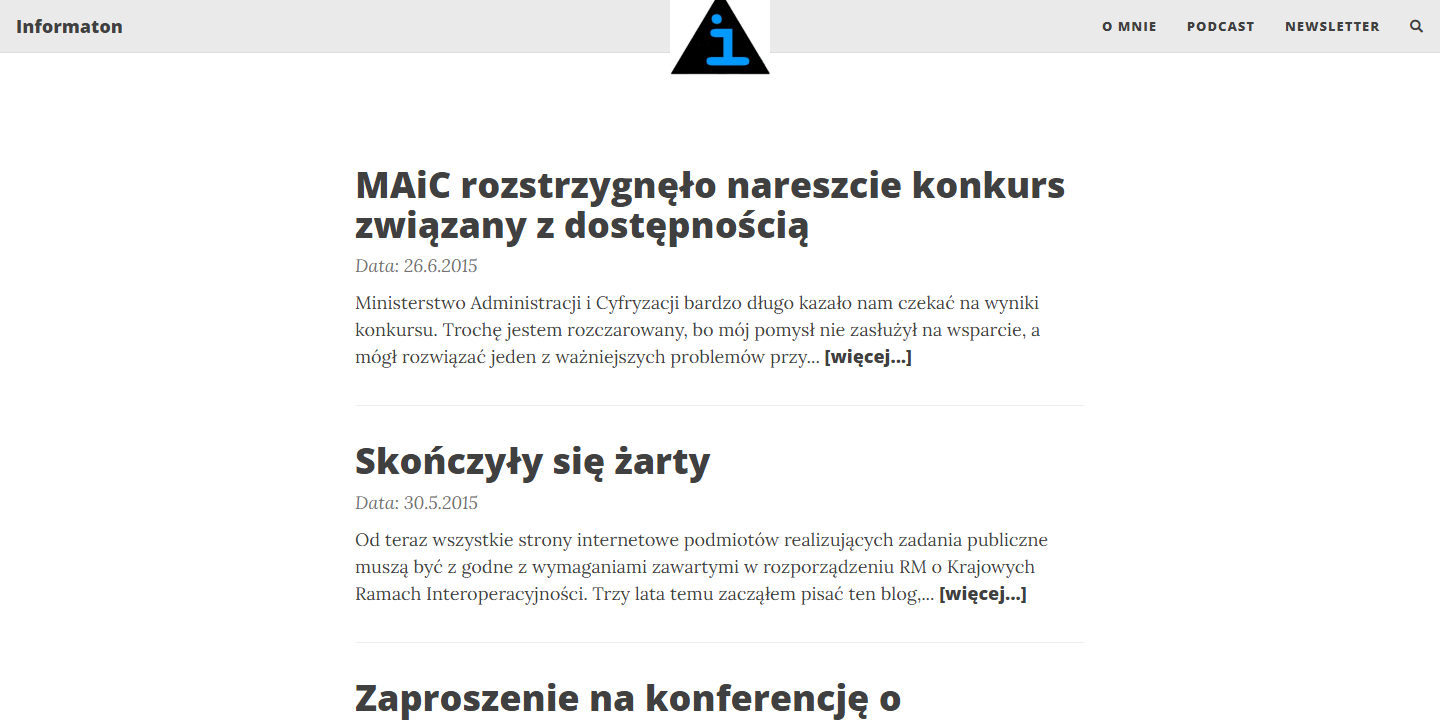 Informaton
i
O MNIE
PODCAST
NEWSLETTER
MAiC rozstrzygnęło nareszcie konkurs
związany z dostępnością
Data: 26.6.2015
Ministerstwo Administracji i Cyfryzacji bardzo długo kazało nam czekać na wyniki
konkursu. Trochę jestem rozczarowany, bo mój pomysł nie zasłużył na wsparcie, a
mógł rozwiązać jeden z ważniejszych problemów przy... [więcej...]
Skończyły się żarty
Data: 30.5.2015
Od teraz wszystkie strony internetowe podmiotów realizujących zadania publiczne
muszą być z godne z wymaganiami zawartymi w rozporządzeniu RM o Krajowych
Ramach Interoperacyjności. Trzy lata temu zacząłem pisać ten blog,... [więcej...]
Zaproszenie na konferencję o